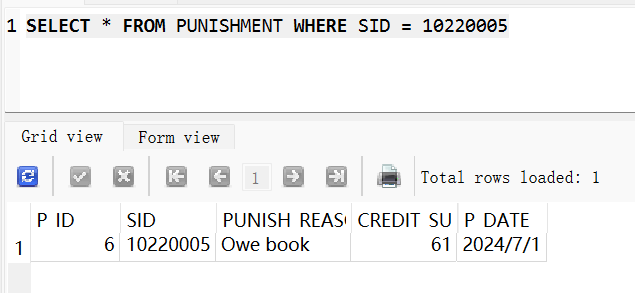 1 SELECT * FROM PUNISHMENT WHERE SID = 10220005
Grid view Form view
1 Total rows loaded: 1
P ID SID PUNISH REAS CREDIT SU P DATE
1 6 10220005 Owe book 61 2024/7/1